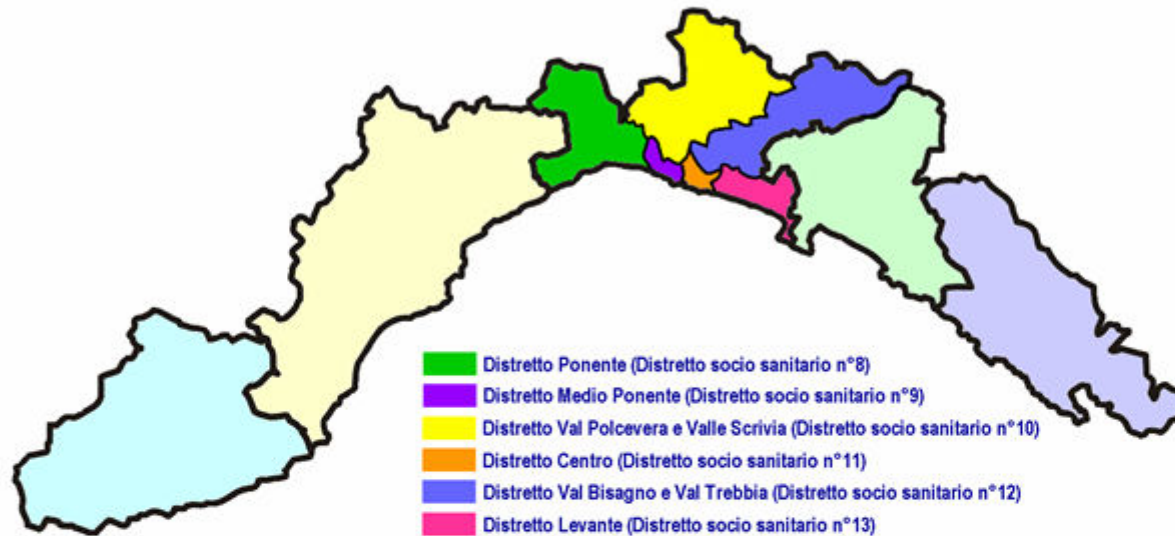 Distretto Ponente (Distretto socio sanitario n°8)
Distretto Medio Ponente (Distretto socio sanitario n°9)
Distretto Val Polcevera e Valle Scrivia (Distretto socio sanitario n°10)
Distretto Centro (Distretto socio sanitario n°11)
Distretto Val Bisagno e Val Trebbia (Distretto socio sanitario n°12)
Distretto Levante (Distretto socio sanitario n°13)